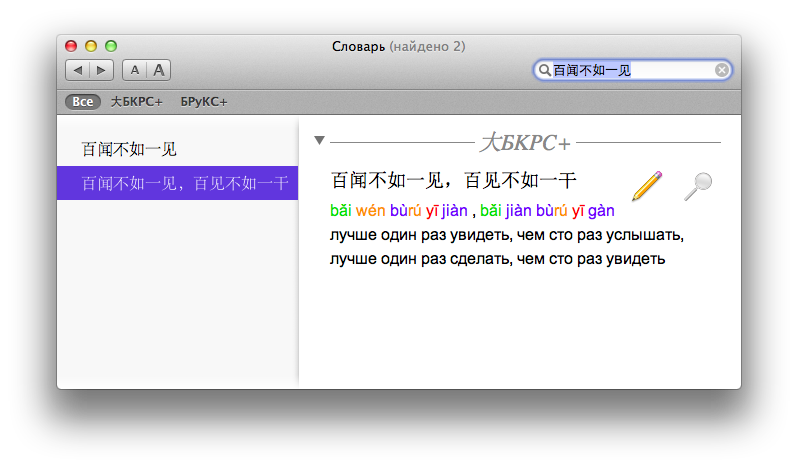 Словарь (найдено 2)
A A
百闻不如一见
Все 大БКРС+ БРуКС+
百闻不如一见
百闻不如一见，百见不如一干
大БКРС+
百闻不如一见，百见不如一干
bǎi wén bùrú yī jiàn , bǎi jiàn bùrú yī gàn
лучше один раз увидеть, чем сто раз услышать,
лучше один раз сделать, чем сто раз увидеть